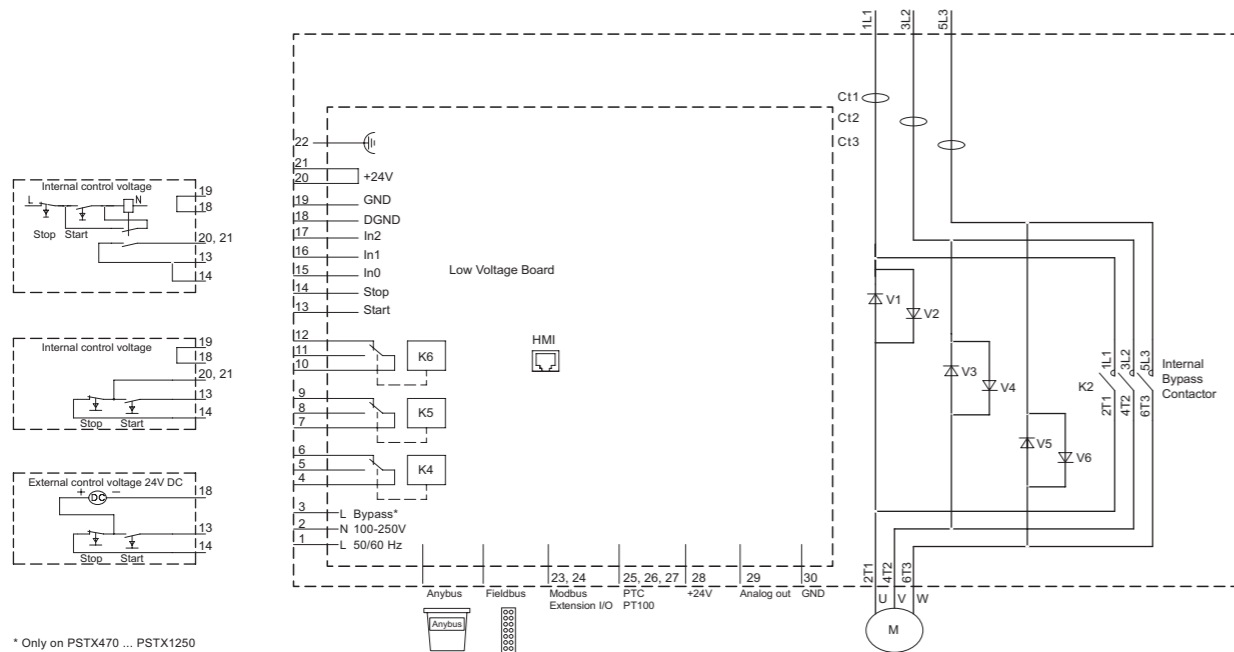 1L1
3L2
5L3
Ct1
Ct2
Ct3
Internal control voltage
L
N
Stop
Start
19
18
20, 21
13
14
Internal control voltage
19
18
20, 21
13
14
Stop
Start
External control voltage 24V DC
+
DC
−
18
13
14
Stop
Start
* Only on PSTX470 ... PSTX1250
22
21
20
+24V
19
GND
18
DGND
17
In2
16
In1
15
In0
14
Stop
13
Start
12
11
10
K6
9
8
7
K5
6
5
4
K4
3
L Bypass*
2
N 100-250V
1
L 50/60 Hz
Low Voltage Board
HMI
Anybus
Fieldbus
23, 24
Modbus
Extension I/O
25, 26, 27
PTC
PT100
28
+24V
29
Analog out
30
GND
Anybus
V1
V2
V3
V4
V5
V6
K2
1L1
3L2
5L3
2T1
4T2
6T3
Internal
Bypass
Contactor
2T1
4T2
6T3
U
V
W
M